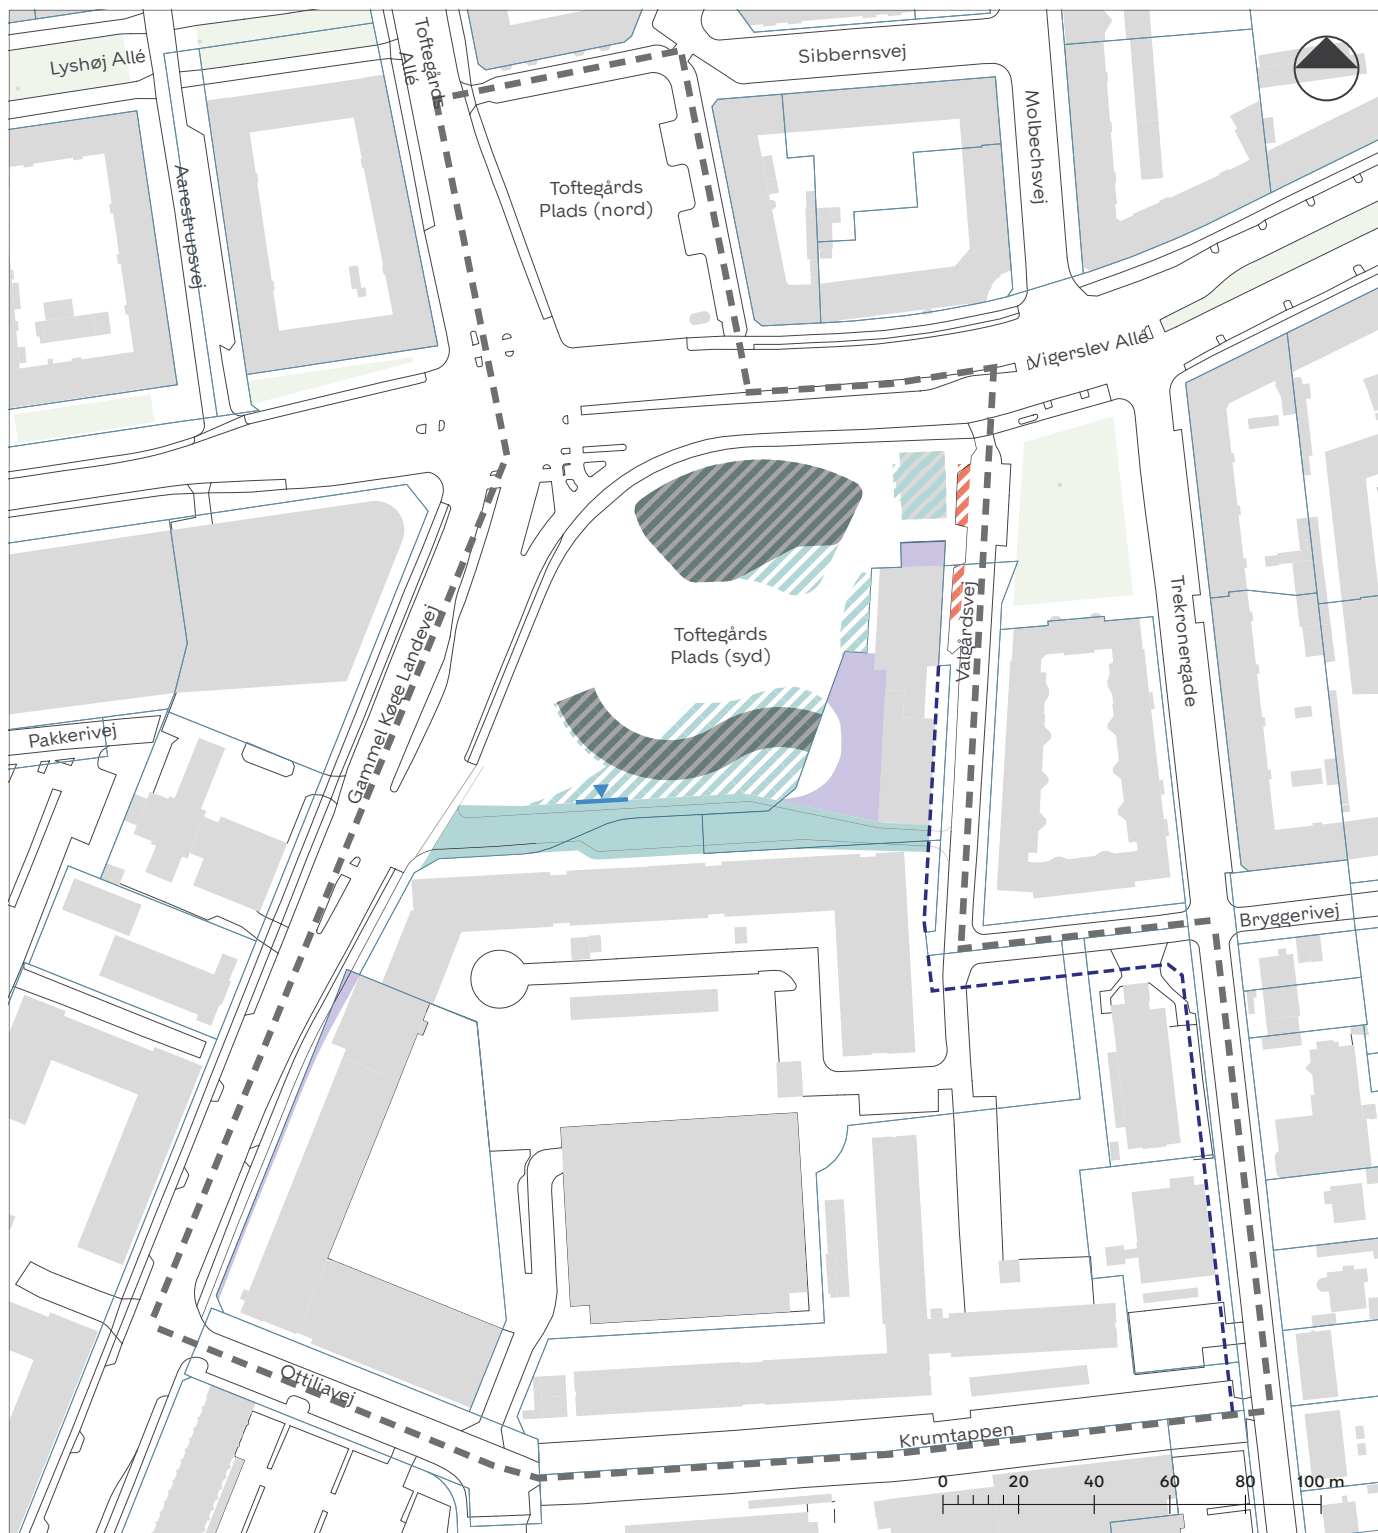 Lyshøj Allé
Toftegårds
Allé
Sibbernsvej
Molbechsvej
Aarestrupsvej
Toftegårds
Plads (nord)
Vigerslev Allé
Toftegårds
Plads (syd)
Valgårdsvej
Trekronergade
Gammel Køge Landevej
Pakkerivej
Bryggerivej
Ottiliavej
Krumtappen
0 20 40 60 80 100 m